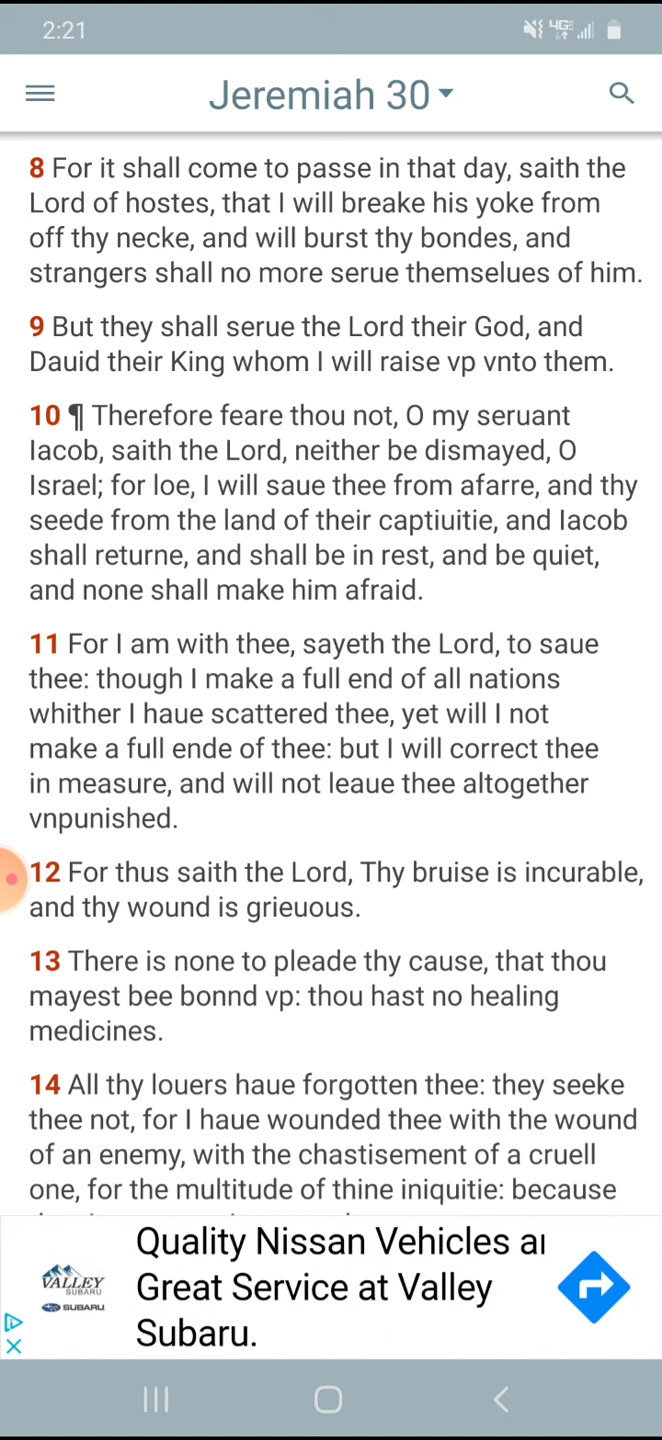 2:21
4GE
Jeremiah 30
8 For it shall come to passe in that day, saith the
Lord of hostes, that I will breake his yoke from
off thy necke, and will burst thy bondes, and
strangers shall no more serue themselues of him.
9 But they shall serue the Lord their God, and
Dauid their King whom I will raise vp vnto them.
10 ¶ Therefore feare thou not, O my seruant
Iacob, saith the Lord, neither be dismayed, O
Israel; for loe, I will saue thee from afarre, and thy
seede from the land of their captiuitie, and Iacob
shall returne, and shall be in rest, and be quiet,
and none shall make him afraid.
11 For I am with thee, sayeth the Lord, to saue
thee: though I make a full end of all nations
whither I haue scattered thee, yet will I not
make a full ende of thee: but I will correct thee
in measure, and will not leaue thee altogether
vnpunished.
12 For thus saith the Lord, Thy bruise is incurable,
and thy wound is grieuous.
13 There is none to pleade thy cause, that thou
mayest bee bonnd vp: thou hast no healing
medicines.
14 All thy louers haue forgotten thee: they seeke
thee not, for I haue wounded thee with the wound
of an enemy, with the chastisement of a cruell
one, for the multitude of thine iniquitie: because
VALLEY
SUBARU
SUBARU
Quality Nissan Vehicles
Great Service at Valley
Subaru.